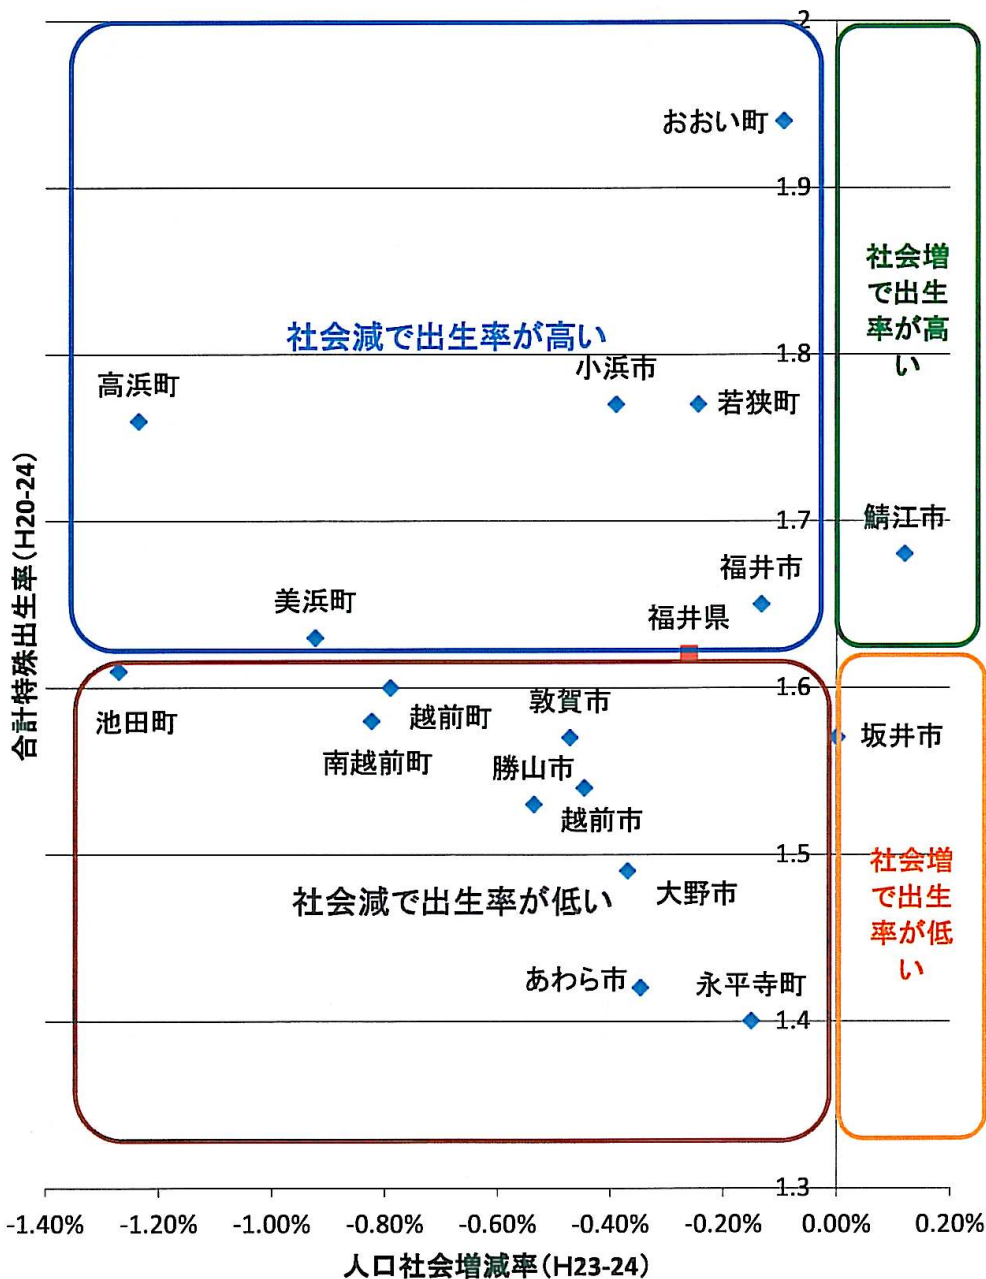 2
おおい町
1.9
社会増
で出生
率が高
い
社会減で出生率が高い
1.8
小浜市
高浜町
若狭町
合計特殊出生率(H20-24)
1.7
鯖江市
福井市
美浜町
福井県
1.6
池田町
越前町
敦賀市
坂井市
南越前町
勝山市
越前市
1.5
社会増
で出生
率が低
い
社会減で出生率が低い
大野市
あわら市
永平寺町
1.4
1.3
-1.40%
-1.20%
-1.00%
-0.80%
-0.60%
-0.40%
-0.20%
0.00%
0.20%
人口社会増減率(H23-24)